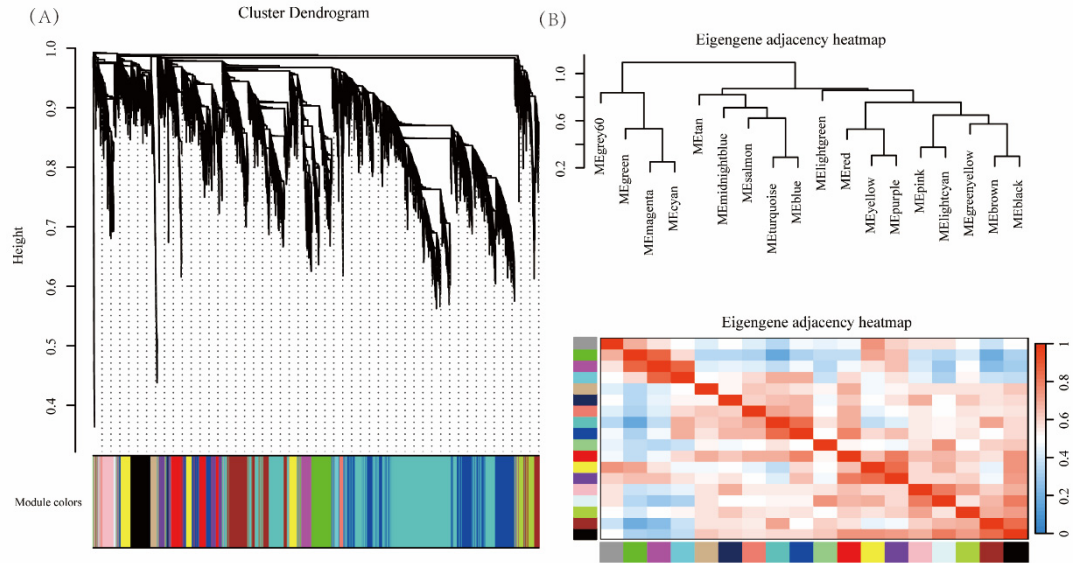 (A)
Cluster Dendrogram
Height
1.0
0.9
0.8
0.7
0.6
0.5
0.4
Module colors
(B)
Eigengene adjacency heatmap
1.0
0.6
0.2
MEgrey60
MEgreen
MEmagenta
MEcyan
MEtan
MEmidnightblue
MEsalmon
MEturquoise
MEblue
MElightgreen
MEred
MEyellow
MEpurple
MEpink
MElightcyan
MEgreenyellow
MEbrown
MEblack
Eigengene adjacency heatmap
1
0.8
0.6
0.4
0.2
0